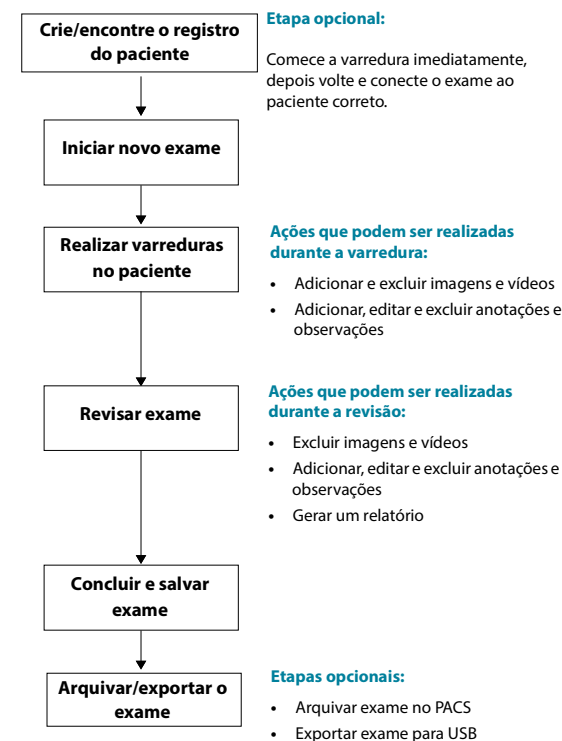 Crie/encontre o registro
do paciente
Etapa opcional:
Comece a varredura imediatamente,
depois volte e conecte o exame ao
paciente correto.
Iniciar novo exame
Realizar varreduras
no paciente
Ações que podem ser realizadas
durante a varredura:
• Adicionar e excluir imagens e vídeos
• Adicionar, editar e excluir anotações e
observações
Revisar exame
Ações que podem ser realizadas
durante a revisão:
• Excluir imagens e vídeos
• Adicionar, editar e excluir anotações e
observações
• Gerar um relatório
Concluir e salvar
exame
Arquivar/exportar o
exame
Etapas opcionais:
• Arquivar exame no PACS
• Exportar exame para USB